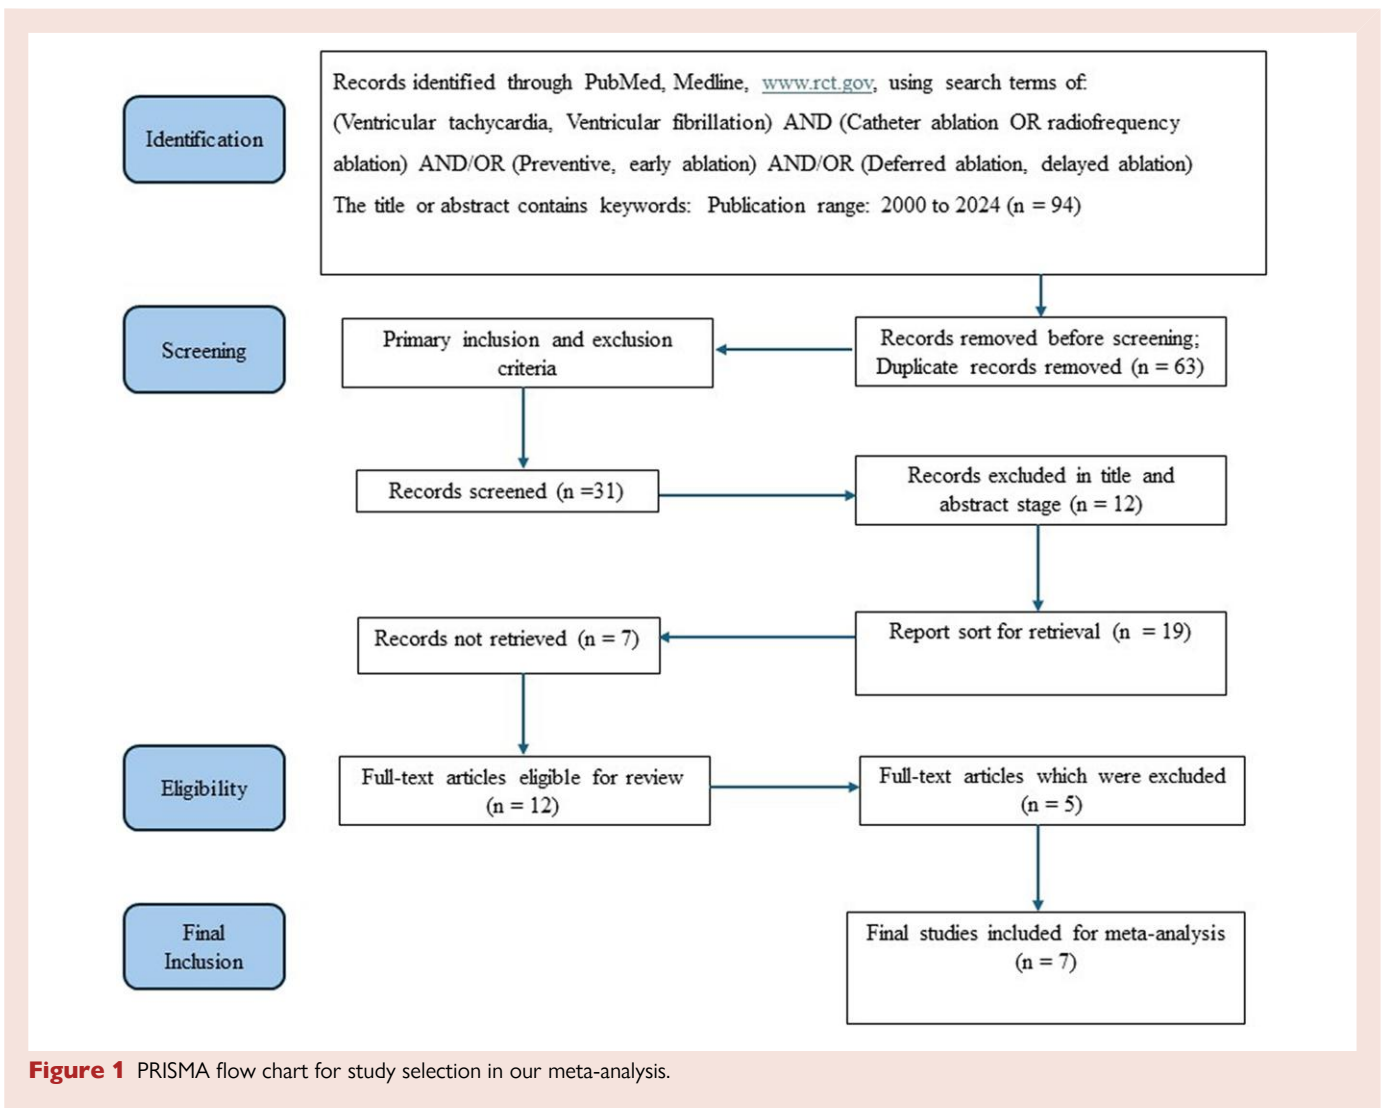 Identification
Records identified through PubMed, Medline, www.rct.gov, using search terms of:
(Ventricular tachycardia, Ventricular fibrillation) AND (Catheter ablation OR radiofrequency
ablation) AND/OR (Preventive, early ablation) AND/OR (Deferred ablation, delayed ablation)
The title or abstract contains keywords: Publication range: 2000 to 2024 (n = 94)
Screening
Records removed before screening;
Duplicate records removed (n = 63)
Primary inclusion and exclusion
criteria
Records screened (n =31)
Records excluded in title and
abstract stage (n = 12)
Report sort for retrieval (n = 19)
Records not retrieved (n = 7)
Eligibility
Full-text articles eligible for review
(n = 12)
Full-text articles which were excluded
(n = 5)
Final
Inclusion
Final studies included for meta-analysis
(n = 7)
Figure 1 PRISMA flow chart for study selection in our meta-analysis.